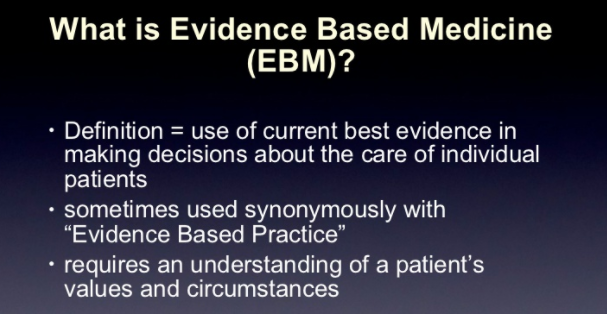 What is Evidence Based Medicine
(EBM)?
• Definition = use of current best evidence in
making decisions about the care of individual
patients
• sometimes used synonymously with
“Evidence Based Practice”
• requires an understanding of a patient’s
values and circumstances